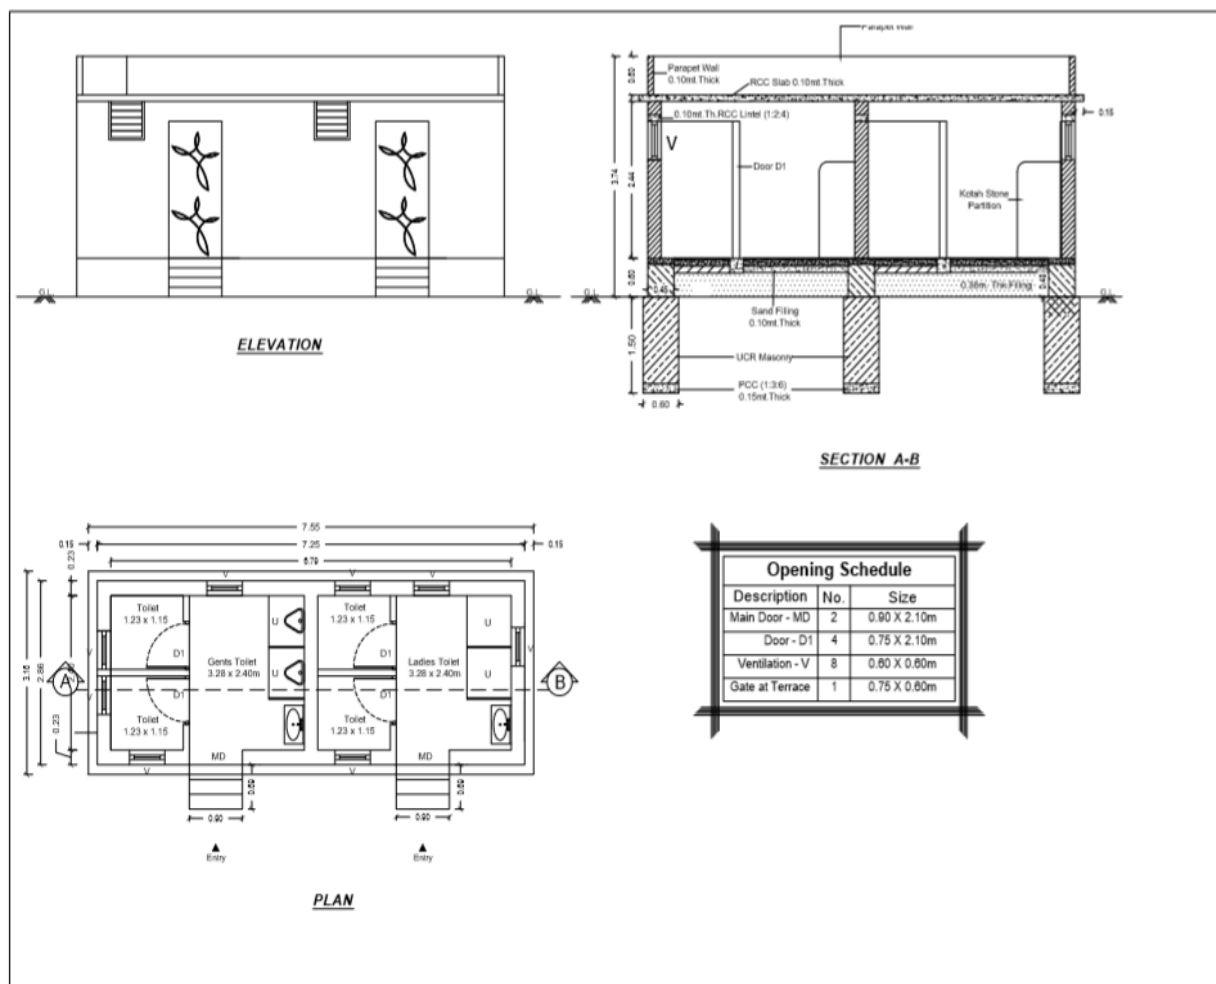 Parapet Wall
Parapet Wall
0.10mt.Thick
RCC Slab 0.10mt.Thick
0.10mt.Th.RCC Lintel (1:2:4)
0.15
0.60
V
Door D1
3.74
2.44
Kotah Stone
Partition
0.60
0.45
0.38m. Thk.Filling
0.45
G.L
G.L
G.L
G.L
Sand Filling
0.10mt.Thick
1.50
UCR Masonry
PCC (1:3:6)
0.15mt.Thick
0.60
ELEVATION
SECTION A-B
7.55
0.15
7.25
0.15
6.79
0.23
V
V
V
Toilet
1.23 x 1.15
U
Toilet
1.23 x 1.15
U
D1
D1
Gents Toilet
3.28 x 2.40m
Ladies Toilet
3.28 x 2.40m
U
U
V
V
V
3.16
2.86
A
B
D1
D1
Toilet
1.23 x 1.15
Toilet
1.23 x 1.15
0.23
MD
MD
V
V
V
0.69
0.69
0.90
0.90
Entry
Entry
PLAN
Opening Schedule
Description No. Size
Main Door - MD 2 0.90 X 2.10m
Door - D1 4 0.75 X 2.10m
Ventilation - V 8 0.60 X 0.60m
Gate at Terrace 1 0.75 X 0.60m